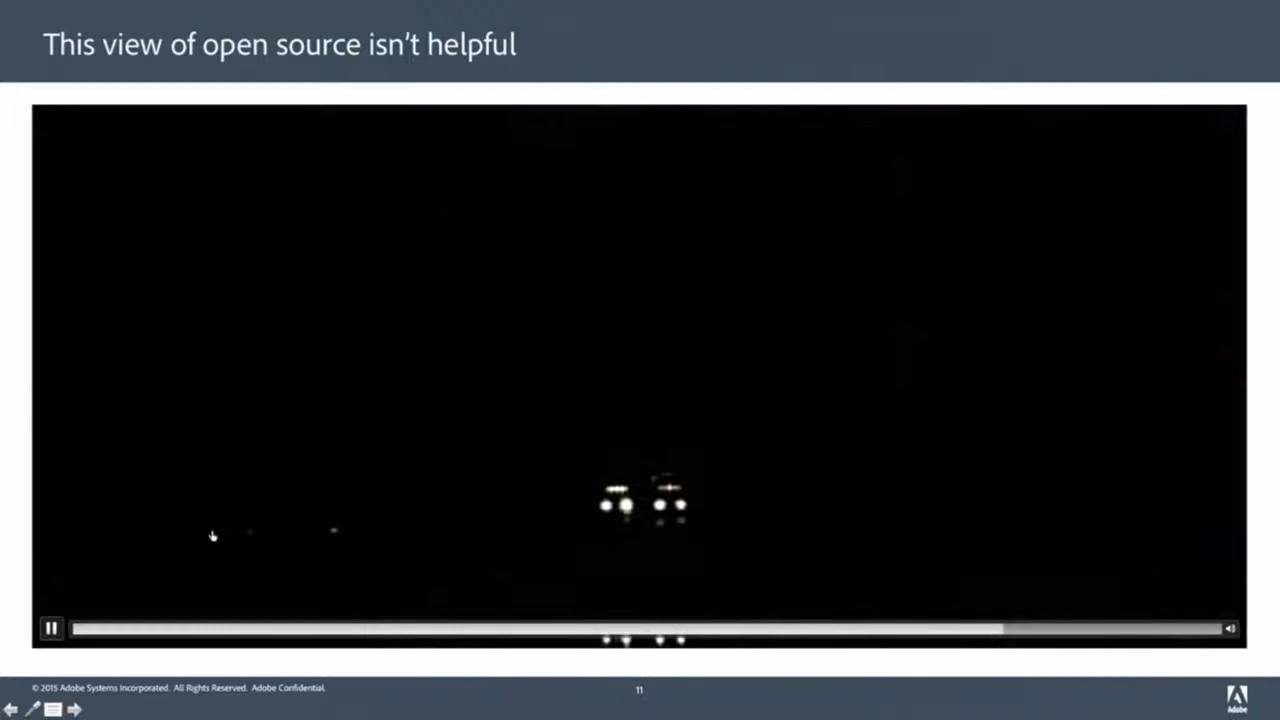 This view of open source isn't helpful
© 2015 Adobe Systems Incorporated. All Rights Reserved. Adobe Confidential.
11
Adobe